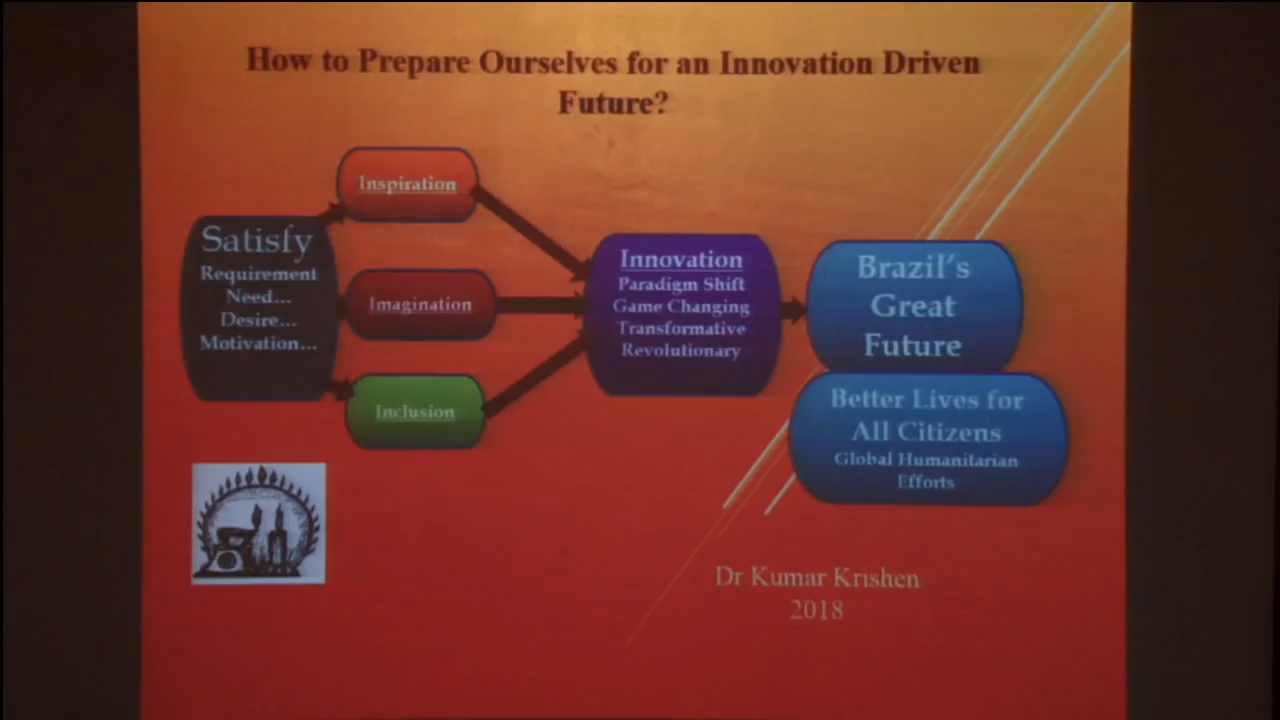 How to Prepare Ourselves for an Innovation Driven
Future?
Satisfy
Requirement
Need...
Desire...
Motivation...
Inspiration
Imagination
Inclusion
Innovation
Paradigm Shift
Game Changing
Transformative
Revolutionary
Brazil's
Great
Future
Better Lives for
All Citizens
Global Humanitarian
Efforts
Dr Kumar Krishen
2018